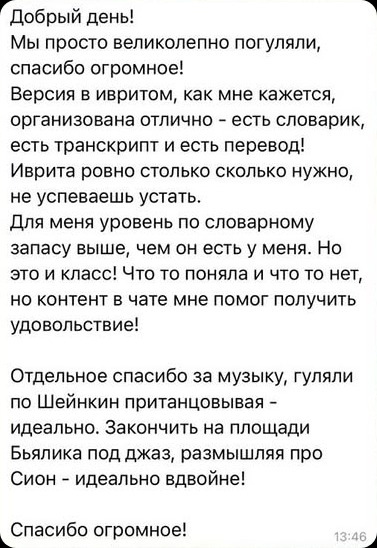 Добрый день!
Мы просто великолепно погуляли,
спасибо огромное!
Версия в ивритом, как мне кажется,
организована отлично - есть словарик,
есть транскрипт и есть перевод!
Иврита ровно столько сколько нужно,
не успеваешь устать.
Для меня уровень по словарному
запасу выше, чем он есть у меня. Но
это и класс! Что то поняла и что то нет,
но контент в чате мне помог получить
удовольствие!
Отдельное спасибо за музыку, гуляли
по Шейнкин пританцовывая -
идеально. Закончить на площади
Бьялика под джаз, размышляя про
Сион - идеально вдвойне!
Спасибо огромное!
13:46